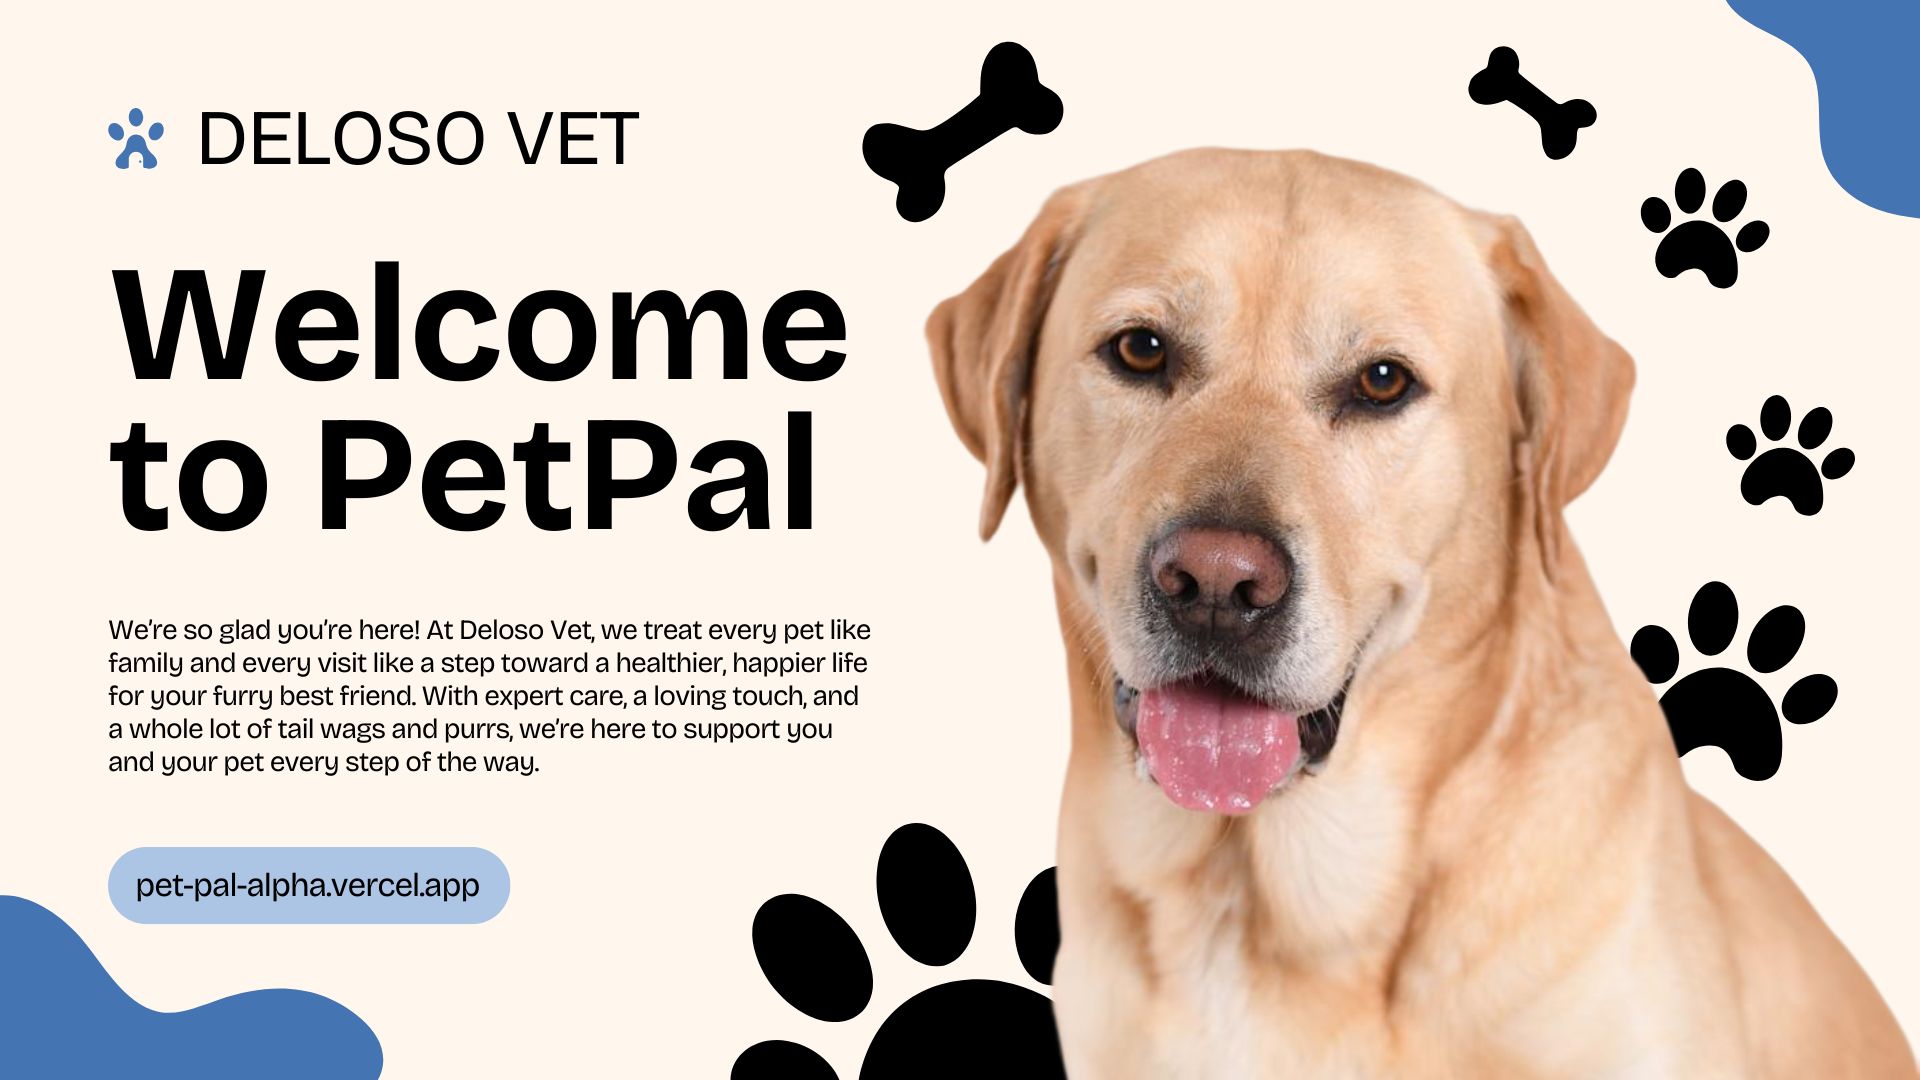 DELOSO VET
Welcome
to PetPal
We’re so glad you’re here! At Deloso Vet, we treat every pet like
family and every visit like a step toward a healthier, happier life
for your furry best friend. With expert care, a loving touch, and
a whole lot of tail wags and purrs, we’re here to support you
and your pet every step of the way.
pet-pal-alpha.vercel.app